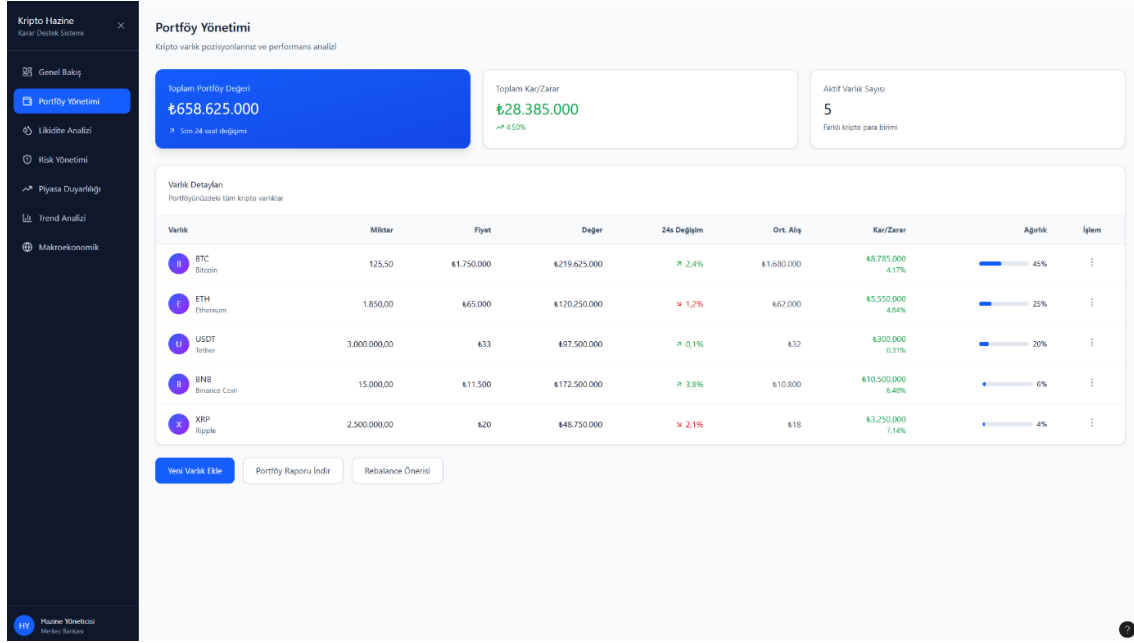 Kripto Hazine
Karar Destek Sistemi
Genel Bakış
Portföy Yönetimi
Likidite Analizi
Risk Yönetimi
Piyasa Duyarlılığı
Trend Analizi
Makroekonomik
HY
Hazine Yöneticisi
Merkez Bankası
Portföy Yönetimi
Kripto varlık pozisyonlarınız ve performans analizi
Toplam Portföy Değeri
₺658.625.000
Son 24 saat değişimi
Toplam Kar/Zarar
₺28.385.000
4.50%
Aktif Varlık Sayısı
5
Farklı kripto para birimi
Varlık Detayları
Portföyünüzdeki tüm kripto varlıklar
Varlık Miktar Fiyat Değer 24s Değişim Ort. Alış Kar/Zarar Ağırlık İşlem
B BTC 125,50 ₺1.750.000 ₺219.625.000 2,4% ₺1.680.000 ₺8.785.000 45%
Bitcoin 4.17%
E ETH 1.850,00 ₺65.000 ₺120.250.000 1,2% ₺62.000 ₺5.550.000 25%
Ethereum 4.84%
U USDT 3.000.000,00 ₺33 ₺97.500.000 0,1% ₺32 ₺300.000 20%
Tether 0.31%
B BNB 15.000,00 ₺11.500 ₺172.500.000 3,8% ₺10.800 ₺10.500.000 6%
Binance Coin 6.48%
X XRP 2.500.000,00 ₺20 ₺48.750.000 2,1% ₺18 ₺3.250.000 4%
Ripple 7.14%
Yeni Varlık Ekle
Portföy Raporu İndir
Rebalance Önerisi
?